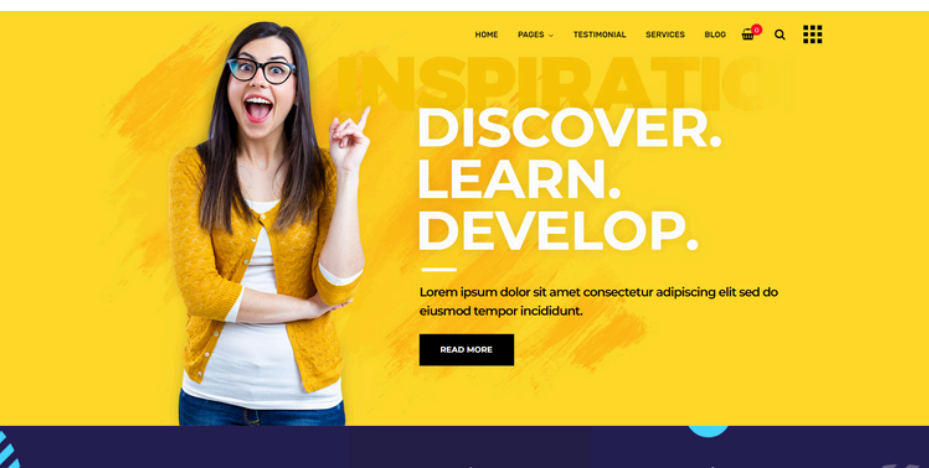 HOME PAGES TESTIMONIAL SERVICES BLOG 0
INSPIRATION
DISCOVER.
LEARN.
DEVELOP.
Lorem ipsum dolor sit amet consectetur adipiscing elit sed do
eiusmod tempor incididunt.
READ MORE